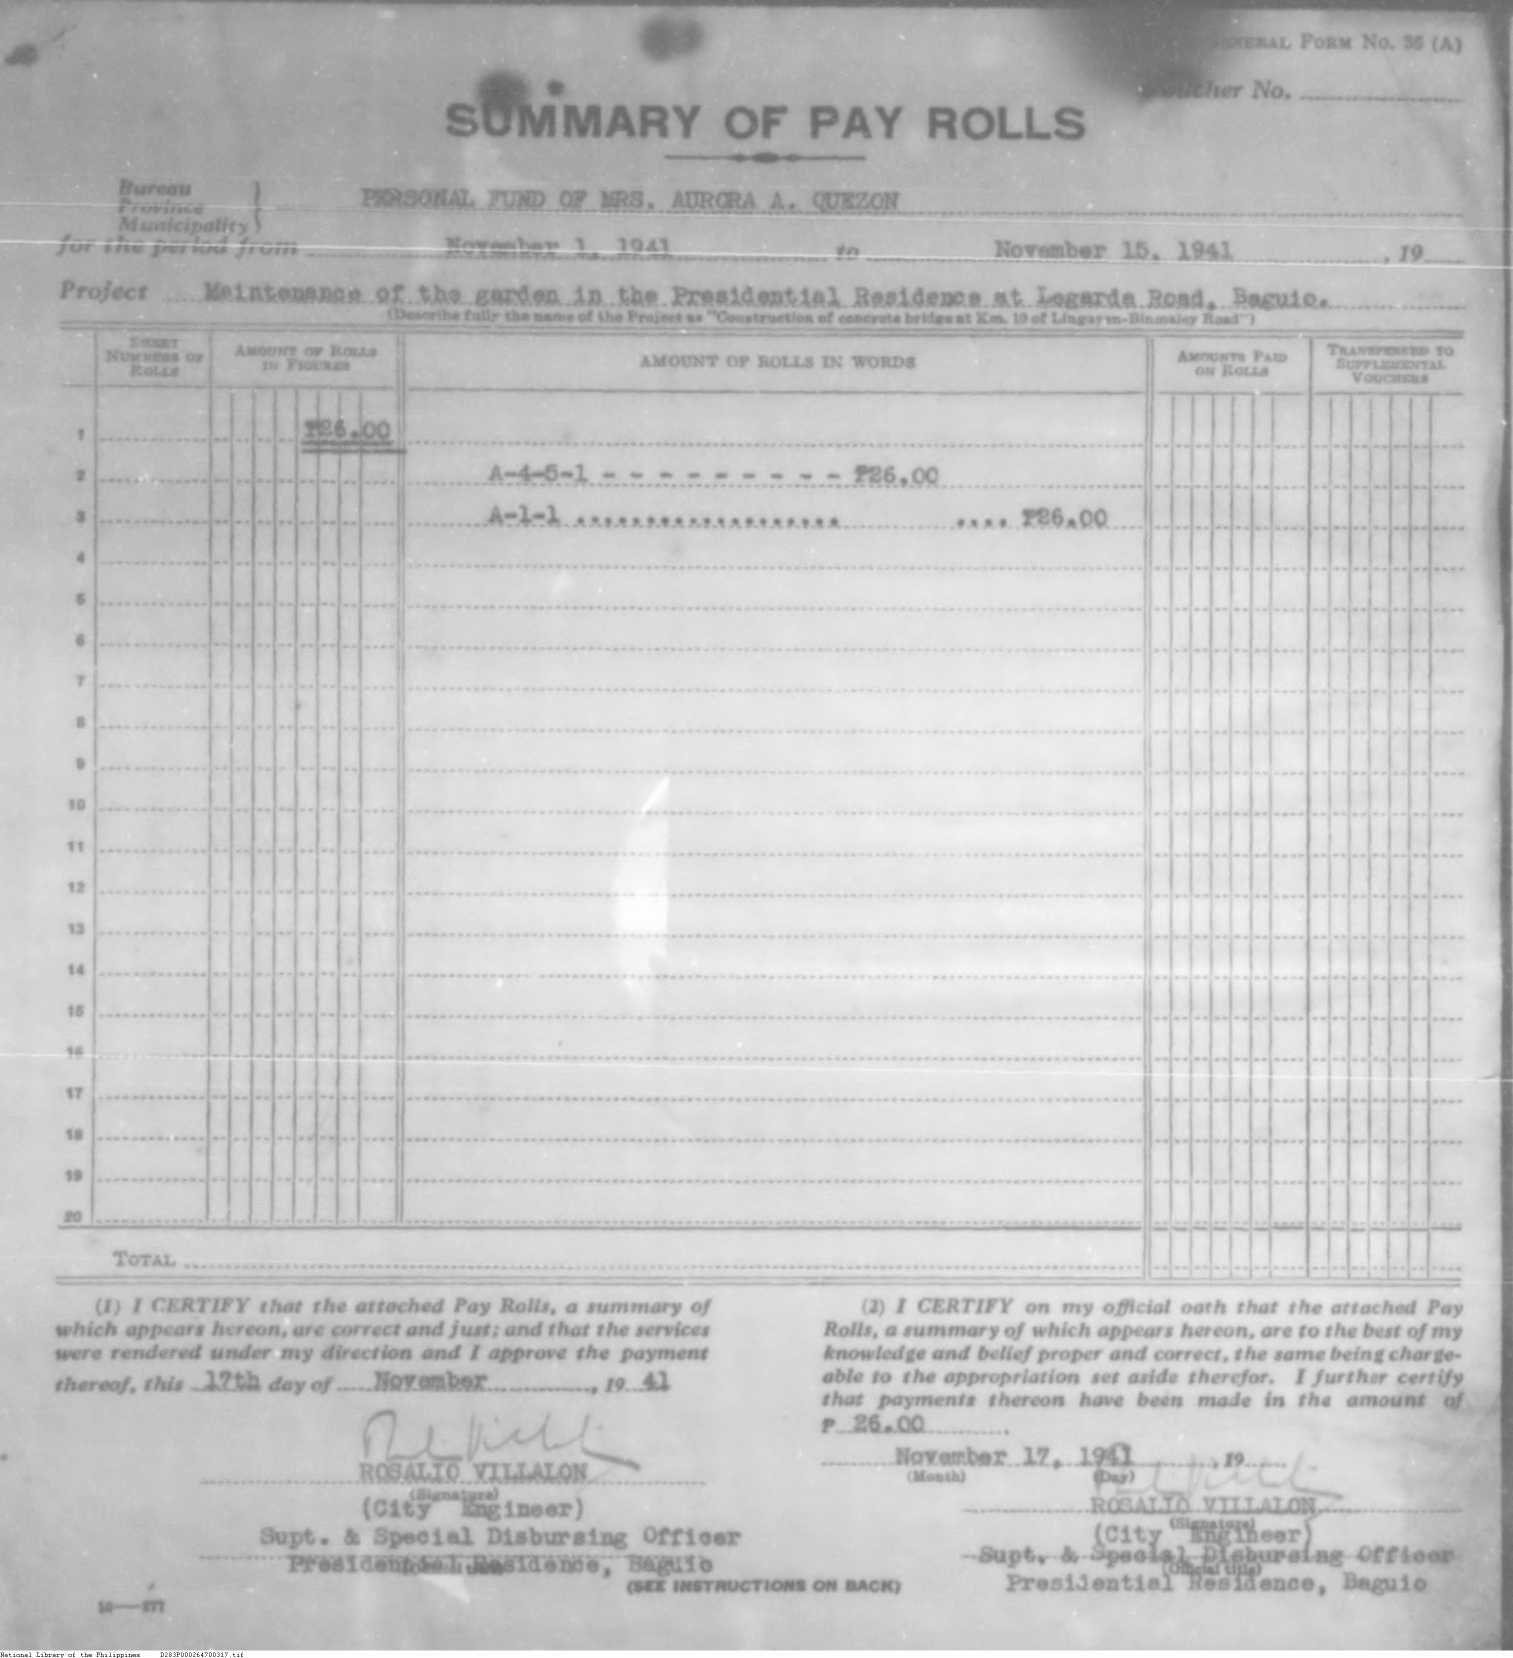 GENERAL FORM NO. 36 (A)
Voucher No.
SUMMARY OF PAY ROLLS
Bureau
Province
Municipality
PERSONAL FUND OF MRS. AURORA A. QUEZON
for the period from November 1, 1941 to November 15, 1941, 19
Project Maintenance of the garden in the Presidential Residence at Legarda Road, Baguio.
(Describe fully the name of the Project as "Construction of concrete bridge at Km. 10 of Lingayen-Binmaley Road")
SHEET NUMBERS OF ROLLS
AMOUNT OF ROLLS IN FIGURES
AMOUNT OF ROLLS IN WORDS
AMOUNTS PAID ON ROLLS
TRANSFERRED TO SUPPLEMENTAL VOUCHERS
1 ₱26.00
2 A-4-5-1 - - - - - - - - - ₱26.00
3 A-1-1 ................... .... ₱26.00
4
5
6
7
8
9
10
11
12
13
14
15
16
17
18
19
20
TOTAL
(1) I CERTIFY that the attached Pay Rolls, a summary of
which appears hereon, are correct and just; and that the services
were rendered under my direction and I approve the payment
thereof, this 17th day of November, 19 41
ROSALIO VILLALON
(Signature)
(City Engineer)
Supt. & Special Disbursing Officer
Presidential Residence, Baguio
(2) I CERTIFY on my official oath that the attached Pay
Rolls, a summary of which appears hereon, are to the best of my
knowledge and belief proper and correct, the same being charge-
able to the appropriation set aside therefor. I further certify
that payments thereon have been made in the amount of
₱ 26.00.
November 17, 1941, 19
(Month) (Day)
ROSALIO VILLALON
(Signature)
(City Engineer)
Supt. & Special Disbursing Officer
(Official title)
Presidential Residence, Baguio
(SEE INSTRUCTIONS ON BACK)
National Library of the Philippines D283P000264700317.tif